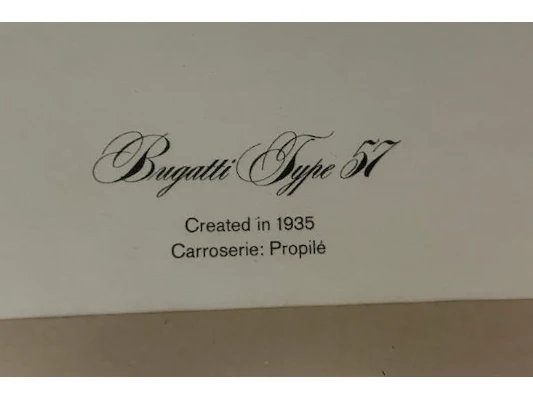 Bugatti Type 57
Created in 1935
Carroserie: Propilé